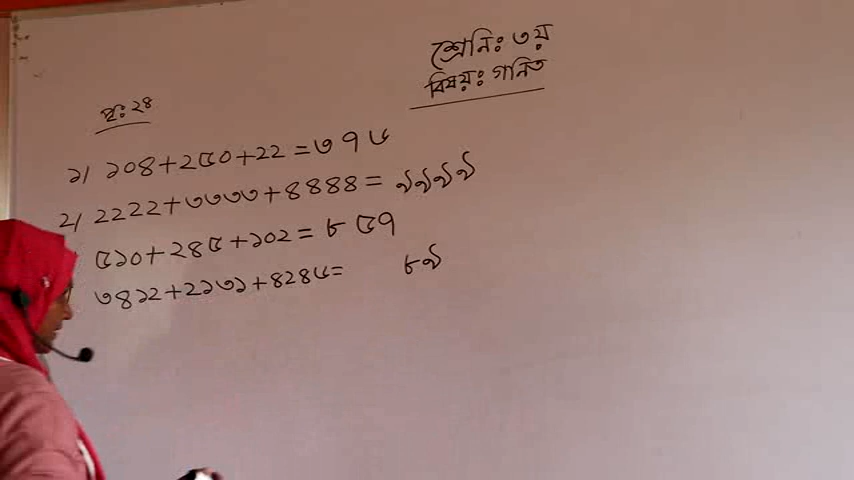 শ্রেনিঃ ৩য়
বিষয়ঃ গনিত
পৃঃ ২৪
১) ১০৪+২৫০+২২ = ৩৭৬
২) ২২২২+৩৩৩৩+৪৪৪৪ = ৯৯৯৯
৫১০+২৪৫+১০২ = ৮৫৭
৩৪১২+২১৩১+৪২৪৬= ৮৯